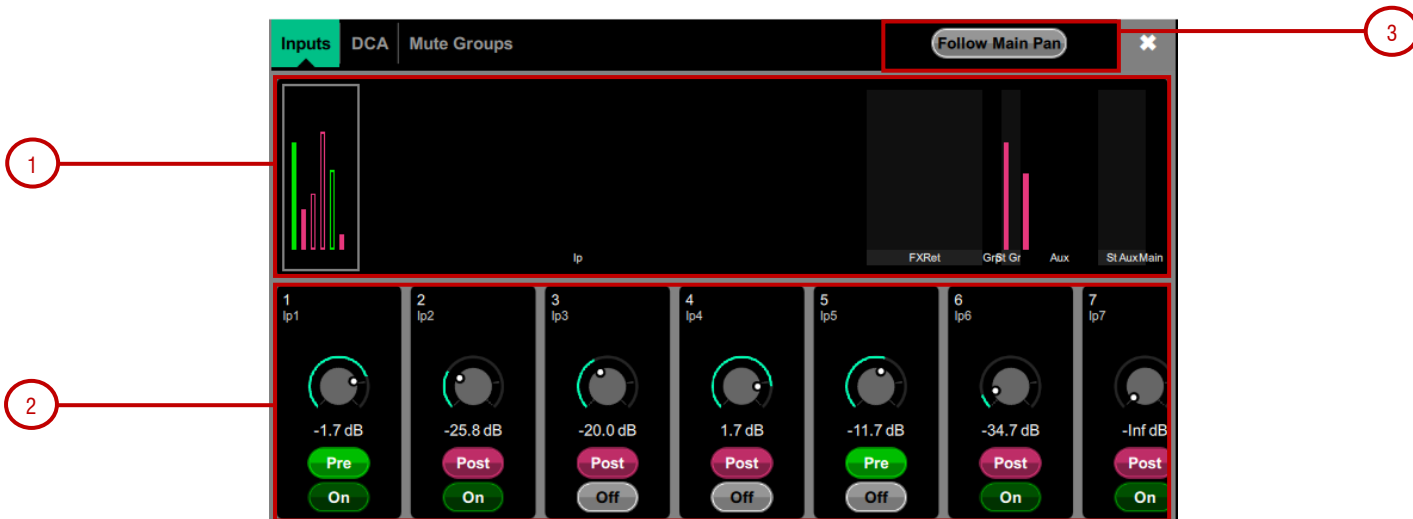 Inputs DCA Mute Groups Follow Main Pan
3
1
Ip FXRet Grp St Gr Aux St Aux Main
2
1 2 3 4 5 6 7
Ip1 Ip2 Ip3 Ip4 Ip5 Ip6 Ip7
-1.7 dB -25.8 dB -20.0 dB 1.7 dB -11.7 dB -34.7 dB -Inf dB
Pre Post Post Post Pre Post Post
On On Off Off Off On On